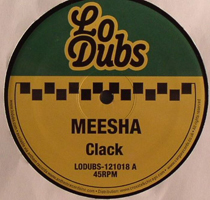 Lo
Dubs
MEESHA
Clack
LODUBS-121018 A
45RPM